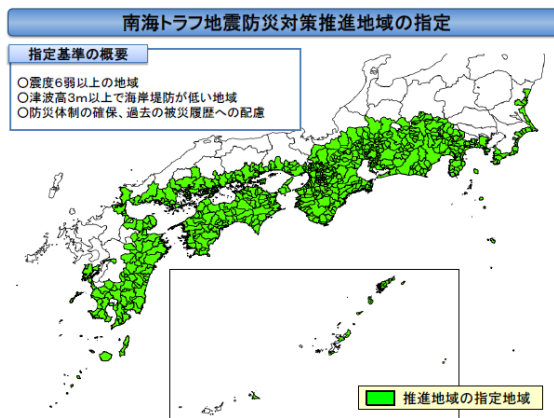 南海トラフ地震防災対策推進地域の指定
指定基準の概要
○震度6弱以上の地域
○津波高3m以上で海岸堤防が低い地域
○防災体制の確保、過去の被災履歴への配慮
推進地域の指定地域